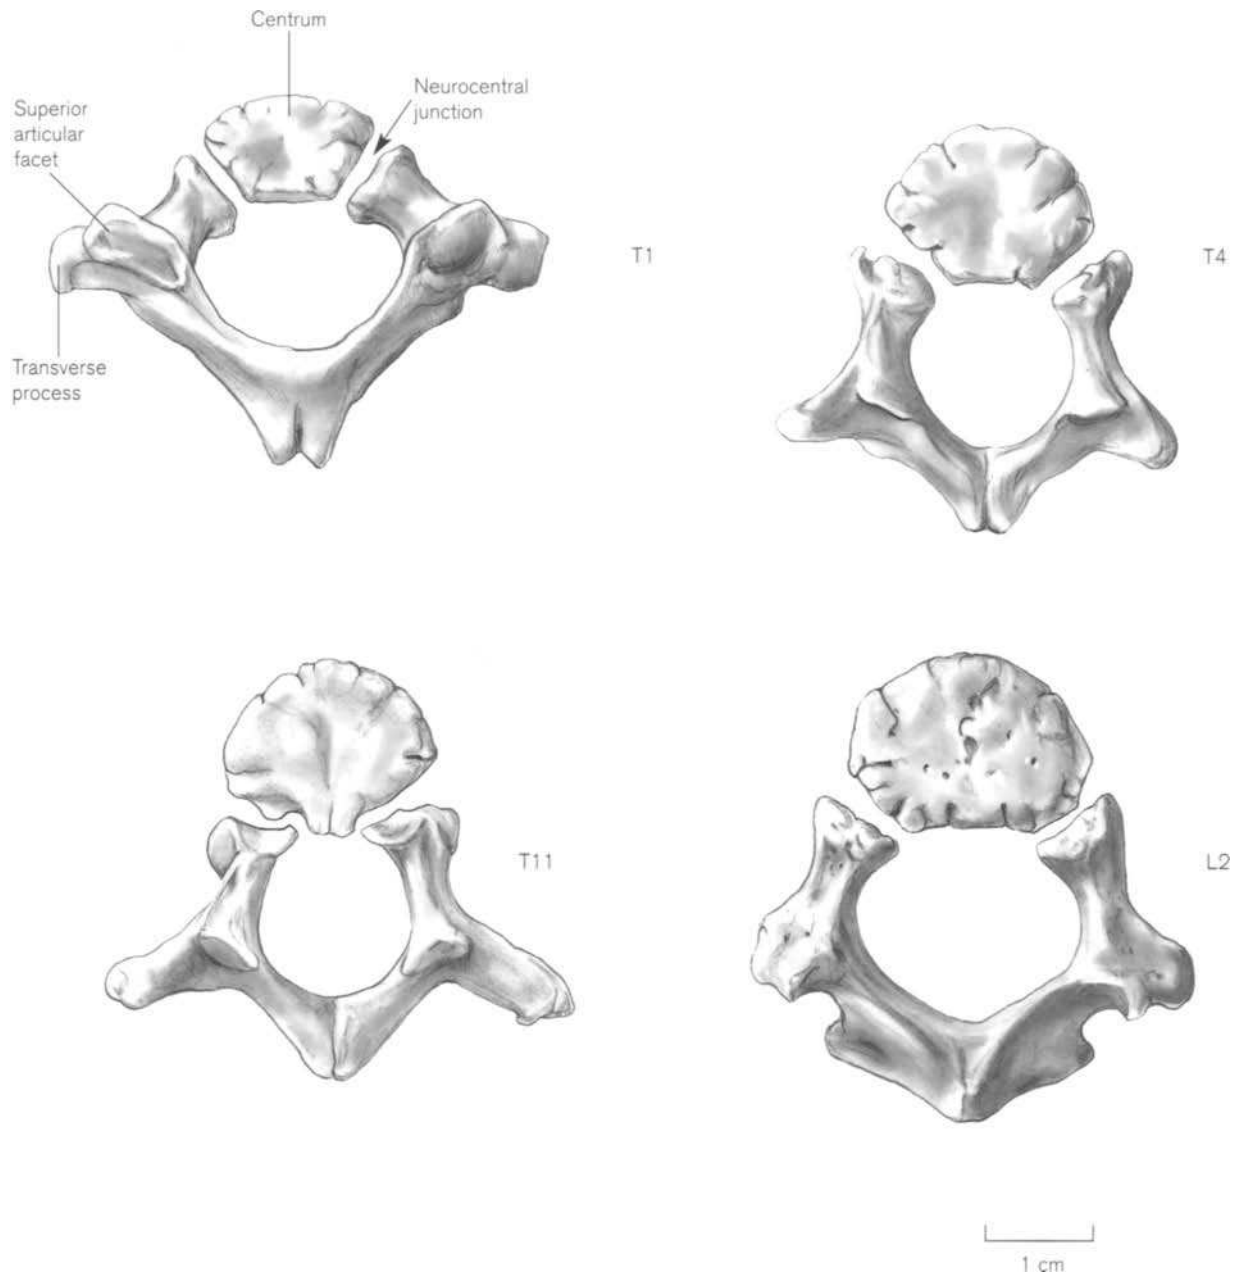 Centrum
Neurocentral
junction
Superior
articular
facet
T1
T4
Transverse
process
T11
L2
1 cm